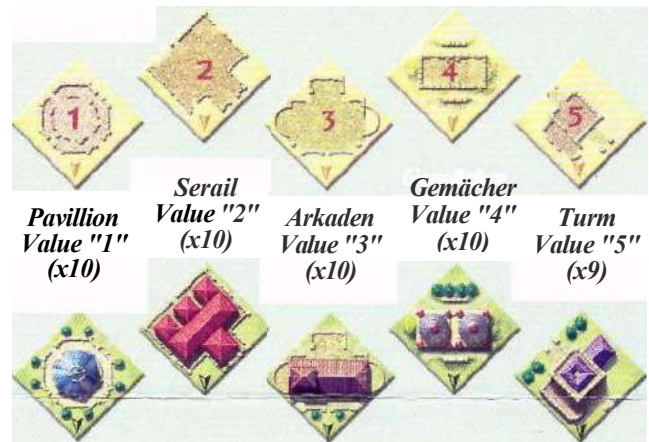 1
2
3
4
5
Pavillion
Value "1"
(x10)
Serail
Value "2"
(x10)
Arkaden
Value "3"
(x10)
Gemächer
Value "4"
(x10)
Turm
Value "5"
(x9)